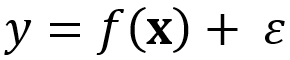 y = f(𝐱) + ε